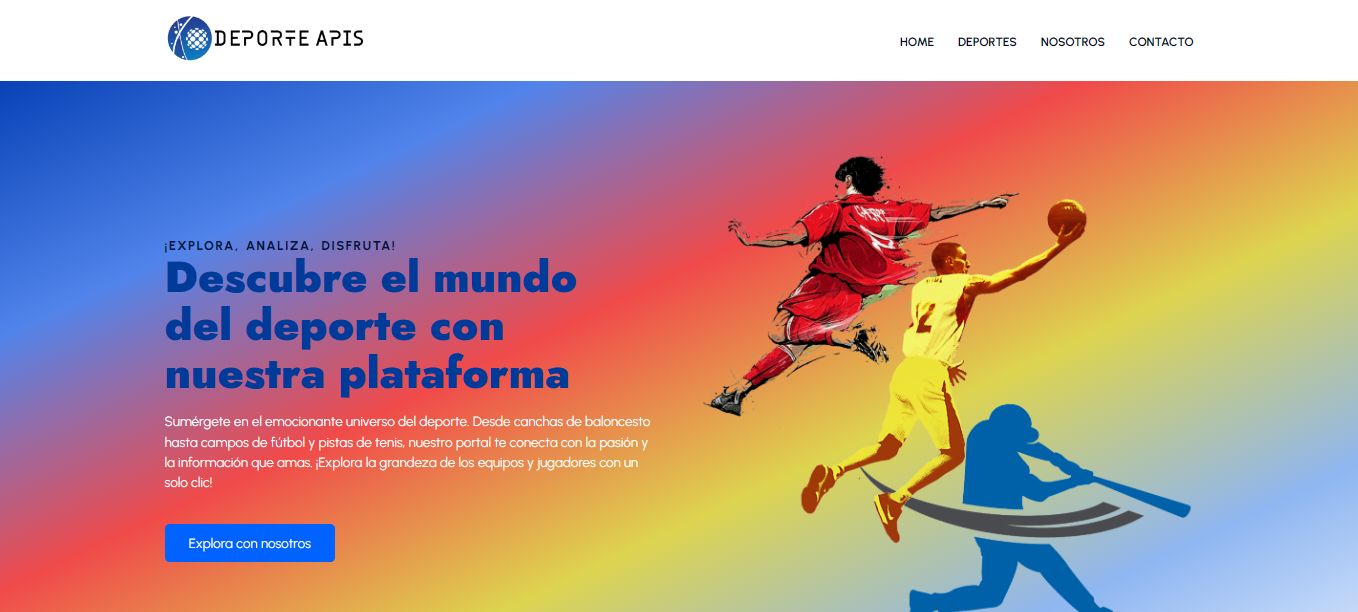 DEPORTE APIS
HOME DEPORTES NOSOTROS CONTACTO
¡EXPLORA, ANALIZA, DISFRUTA!
Descubre el mundo
del deporte con
nuestra plataforma
Sumérgete en el emocionante universo del deporte. Desde canchas de baloncesto
hasta campos de fútbol y pistas de tenis, nuestro portal te conecta con la pasión y
la información que amas. ¡Explora la grandeza de los equipos y jugadores con un
solo clic!
Explora con nosotros
2